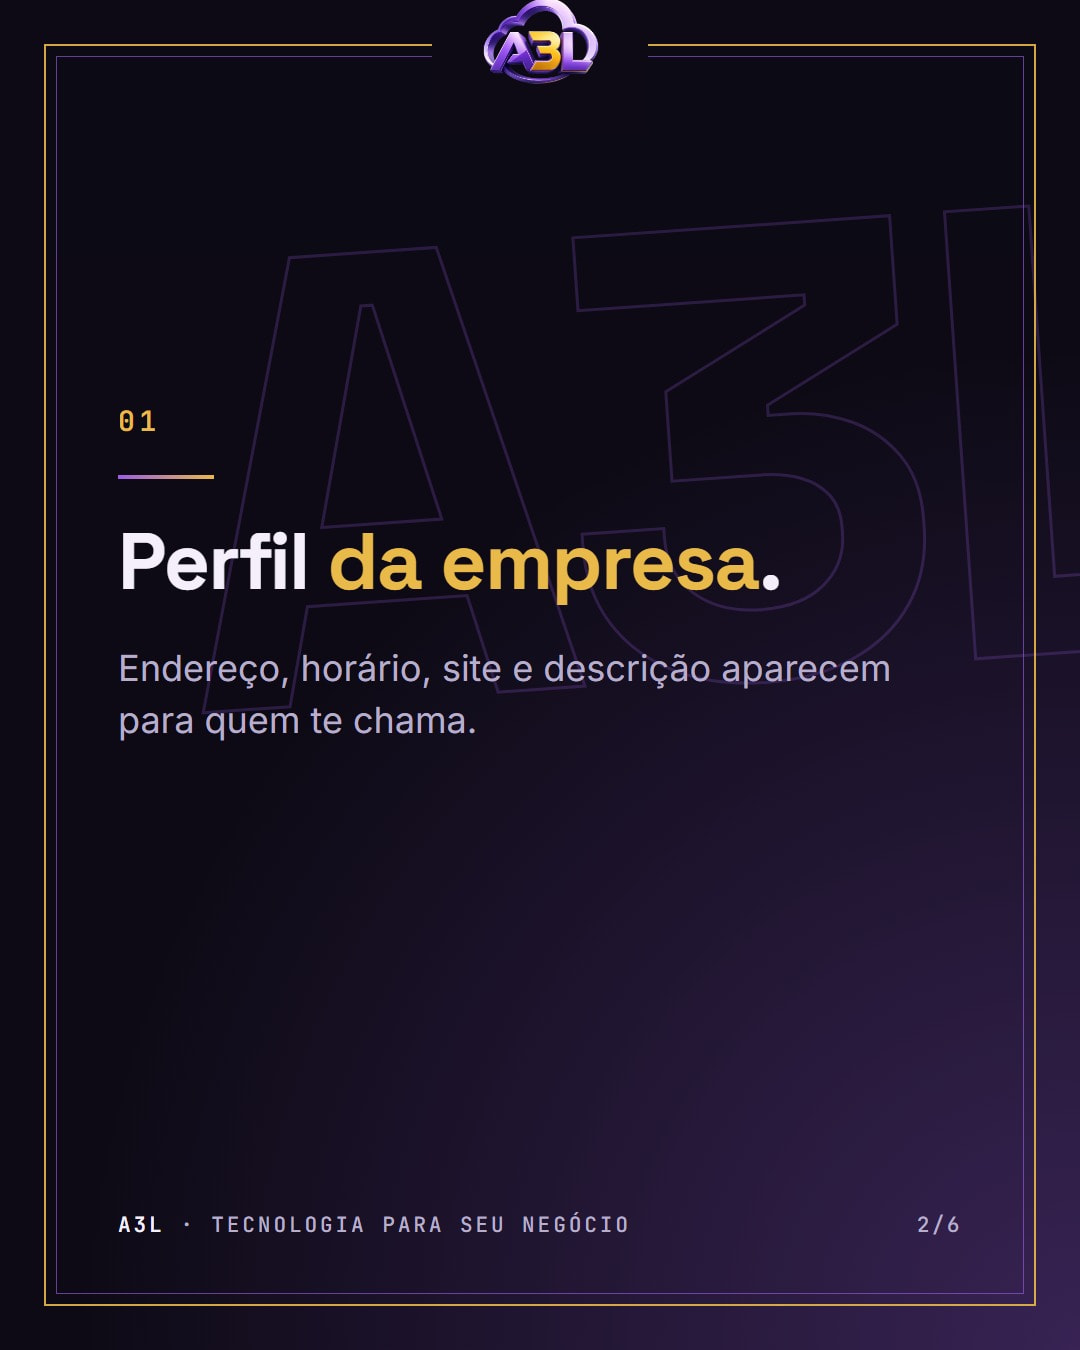 A3L
A3L
01
Perfil da empresa.
Endereço, horário, site e descrição aparecem
para quem te chama.
A3L · TECNOLOGIA PARA SEU NEGÓCIO 2/6